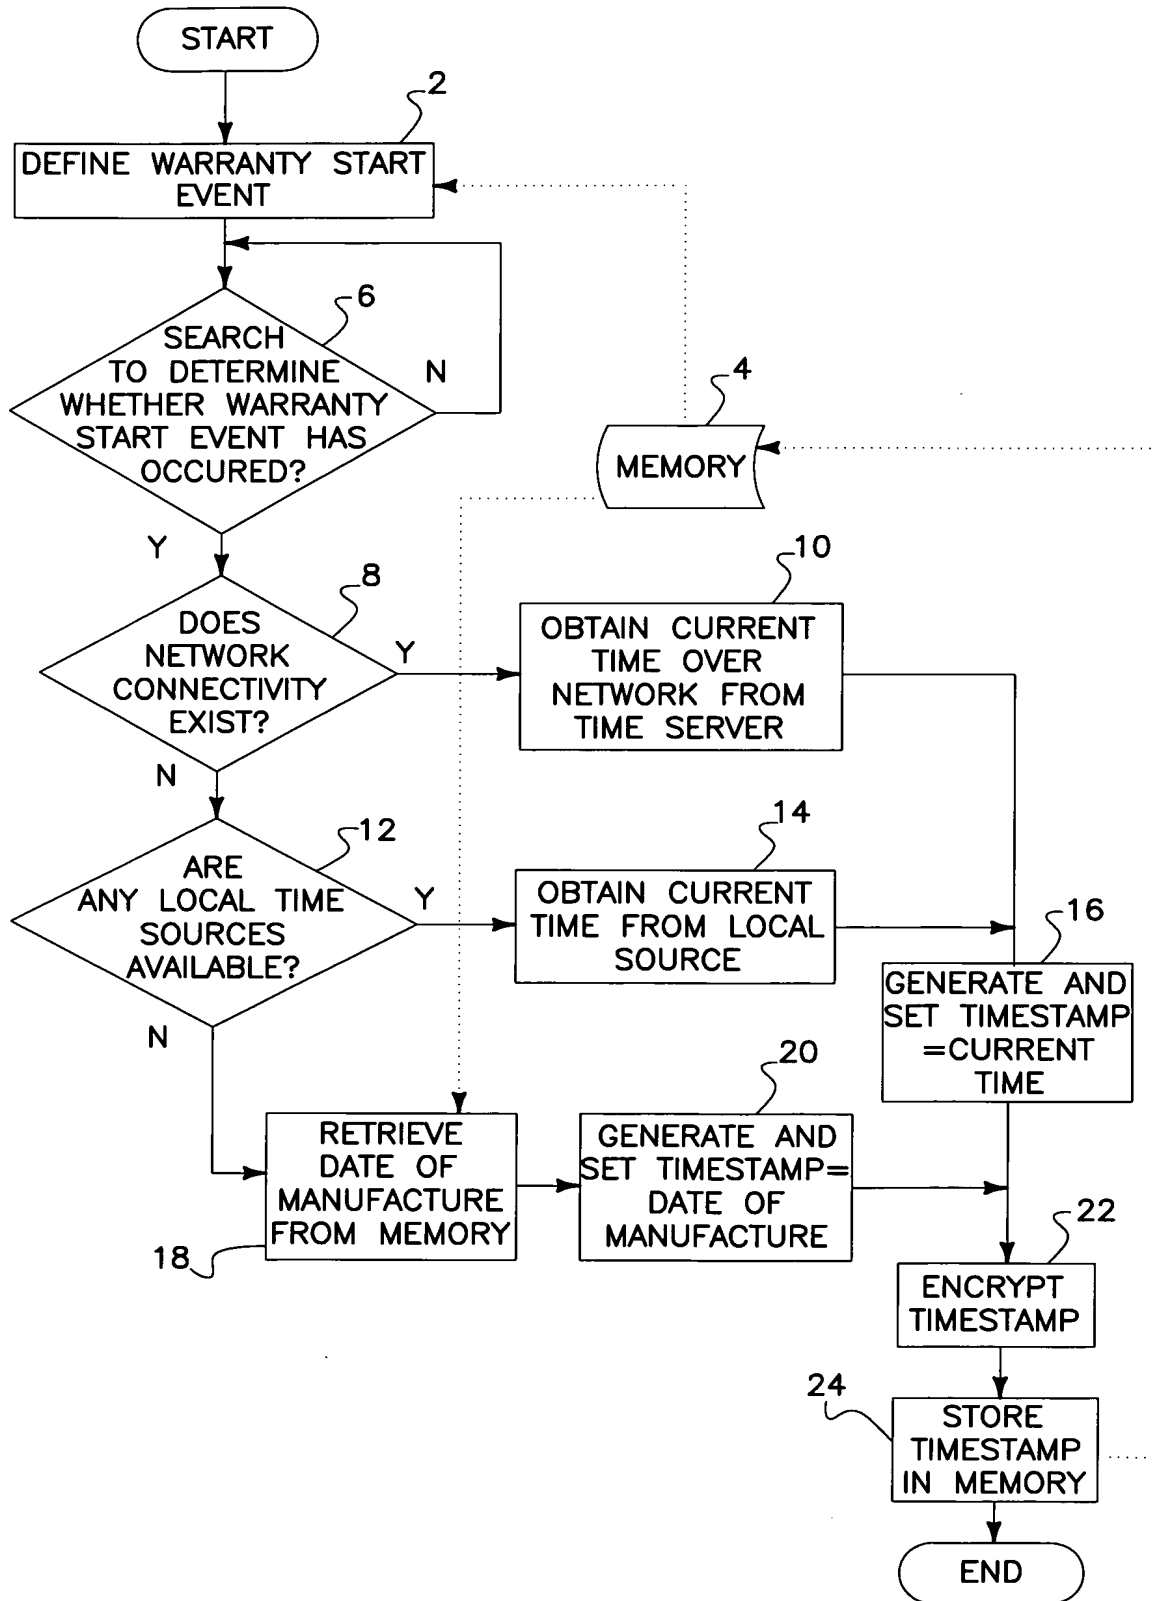 START
2
DEFINE WARRANTY START
EVENT
6
SEARCH
TO DETERMINE
WHETHER WARRANTY
START EVENT HAS
OCCURED?
N
4
MEMORY
Y
8
DOES
NETWORK
CONNECTIVITY
EXIST?
Y
10
OBTAIN CURRENT
TIME OVER
NETWORK FROM
TIME SERVER
N
12
ARE
ANY LOCAL TIME
SOURCES
AVAILABLE?
Y
14
OBTAIN CURRENT
TIME FROM LOCAL
SOURCE
16
GENERATE AND
SET TIMESTAMP
=CURRENT
TIME
N
18
RETRIEVE
DATE OF
MANUFACTURE
FROM MEMORY
20
GENERATE AND
SET TIMESTAMP=
DATE OF
MANUFACTURE
22
ENCRYPT
TIMESTAMP
24
STORE
TIMESTAMP
IN MEMORY
END